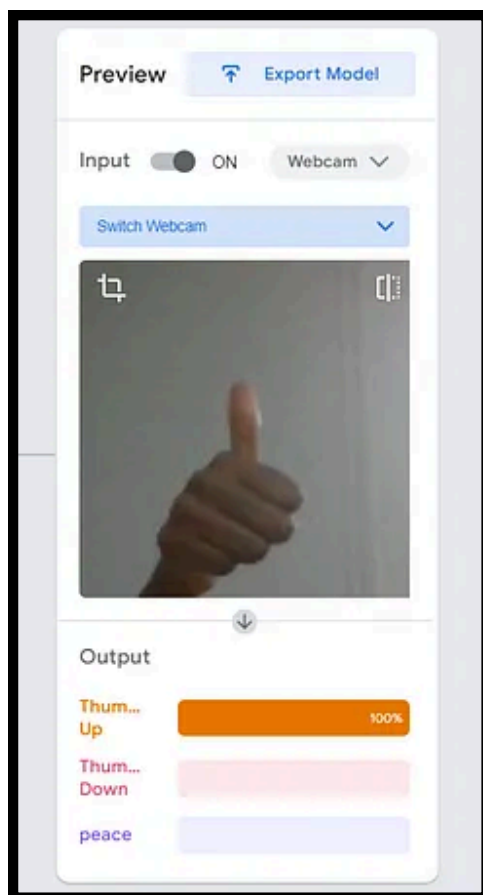 Preview Export Model
Input ON Webcam
Switch Webcam
Output
Thum...
Up
100%
Thum...
Down
peace